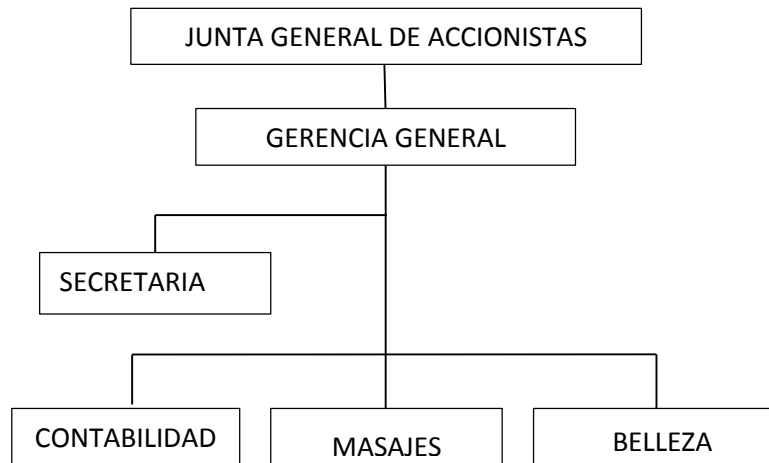 JUNTA GENERAL DE ACCIONISTAS
GERENCIA GENERAL
SECRETARIA
CONTABILIDAD
MASAJES
BELLEZA